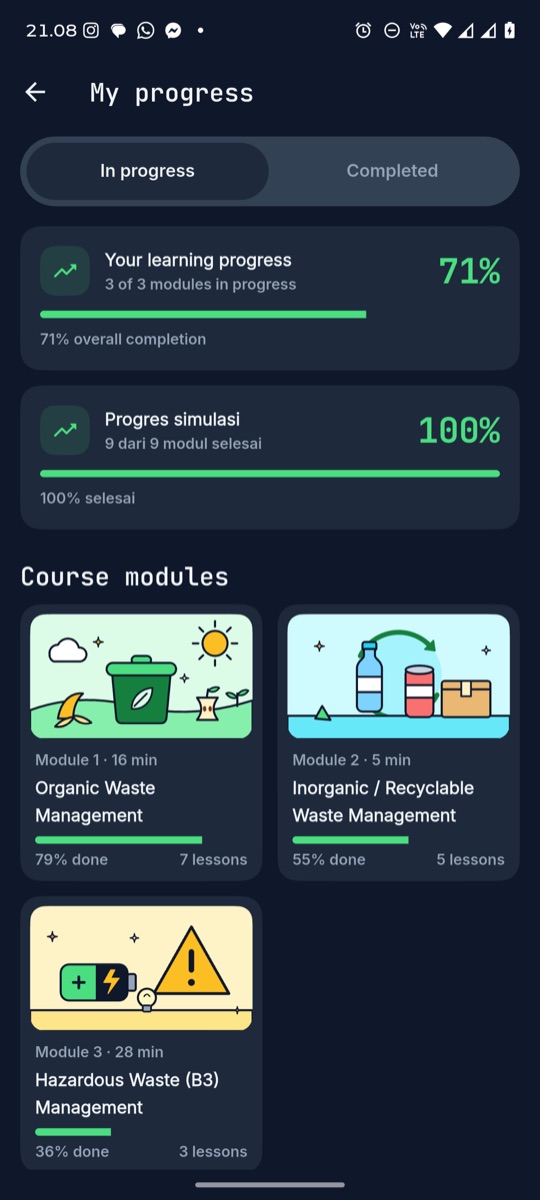 21.08
Vo LTE
My progress
In progress
Completed
Your learning progress
3 of 3 modules in progress
71%
71% overall completion
Progres simulasi
9 dari 9 modul selesai
100%
100% selesai
Course modules
Module 1 · 16 min
Organic Waste
Management
79% done
7 lessons
Module 2 · 5 min
Inorganic / Recyclable
Waste Management
55% done
5 lessons
Module 3 · 28 min
Hazardous Waste (B3)
Management
36% done
3 lessons